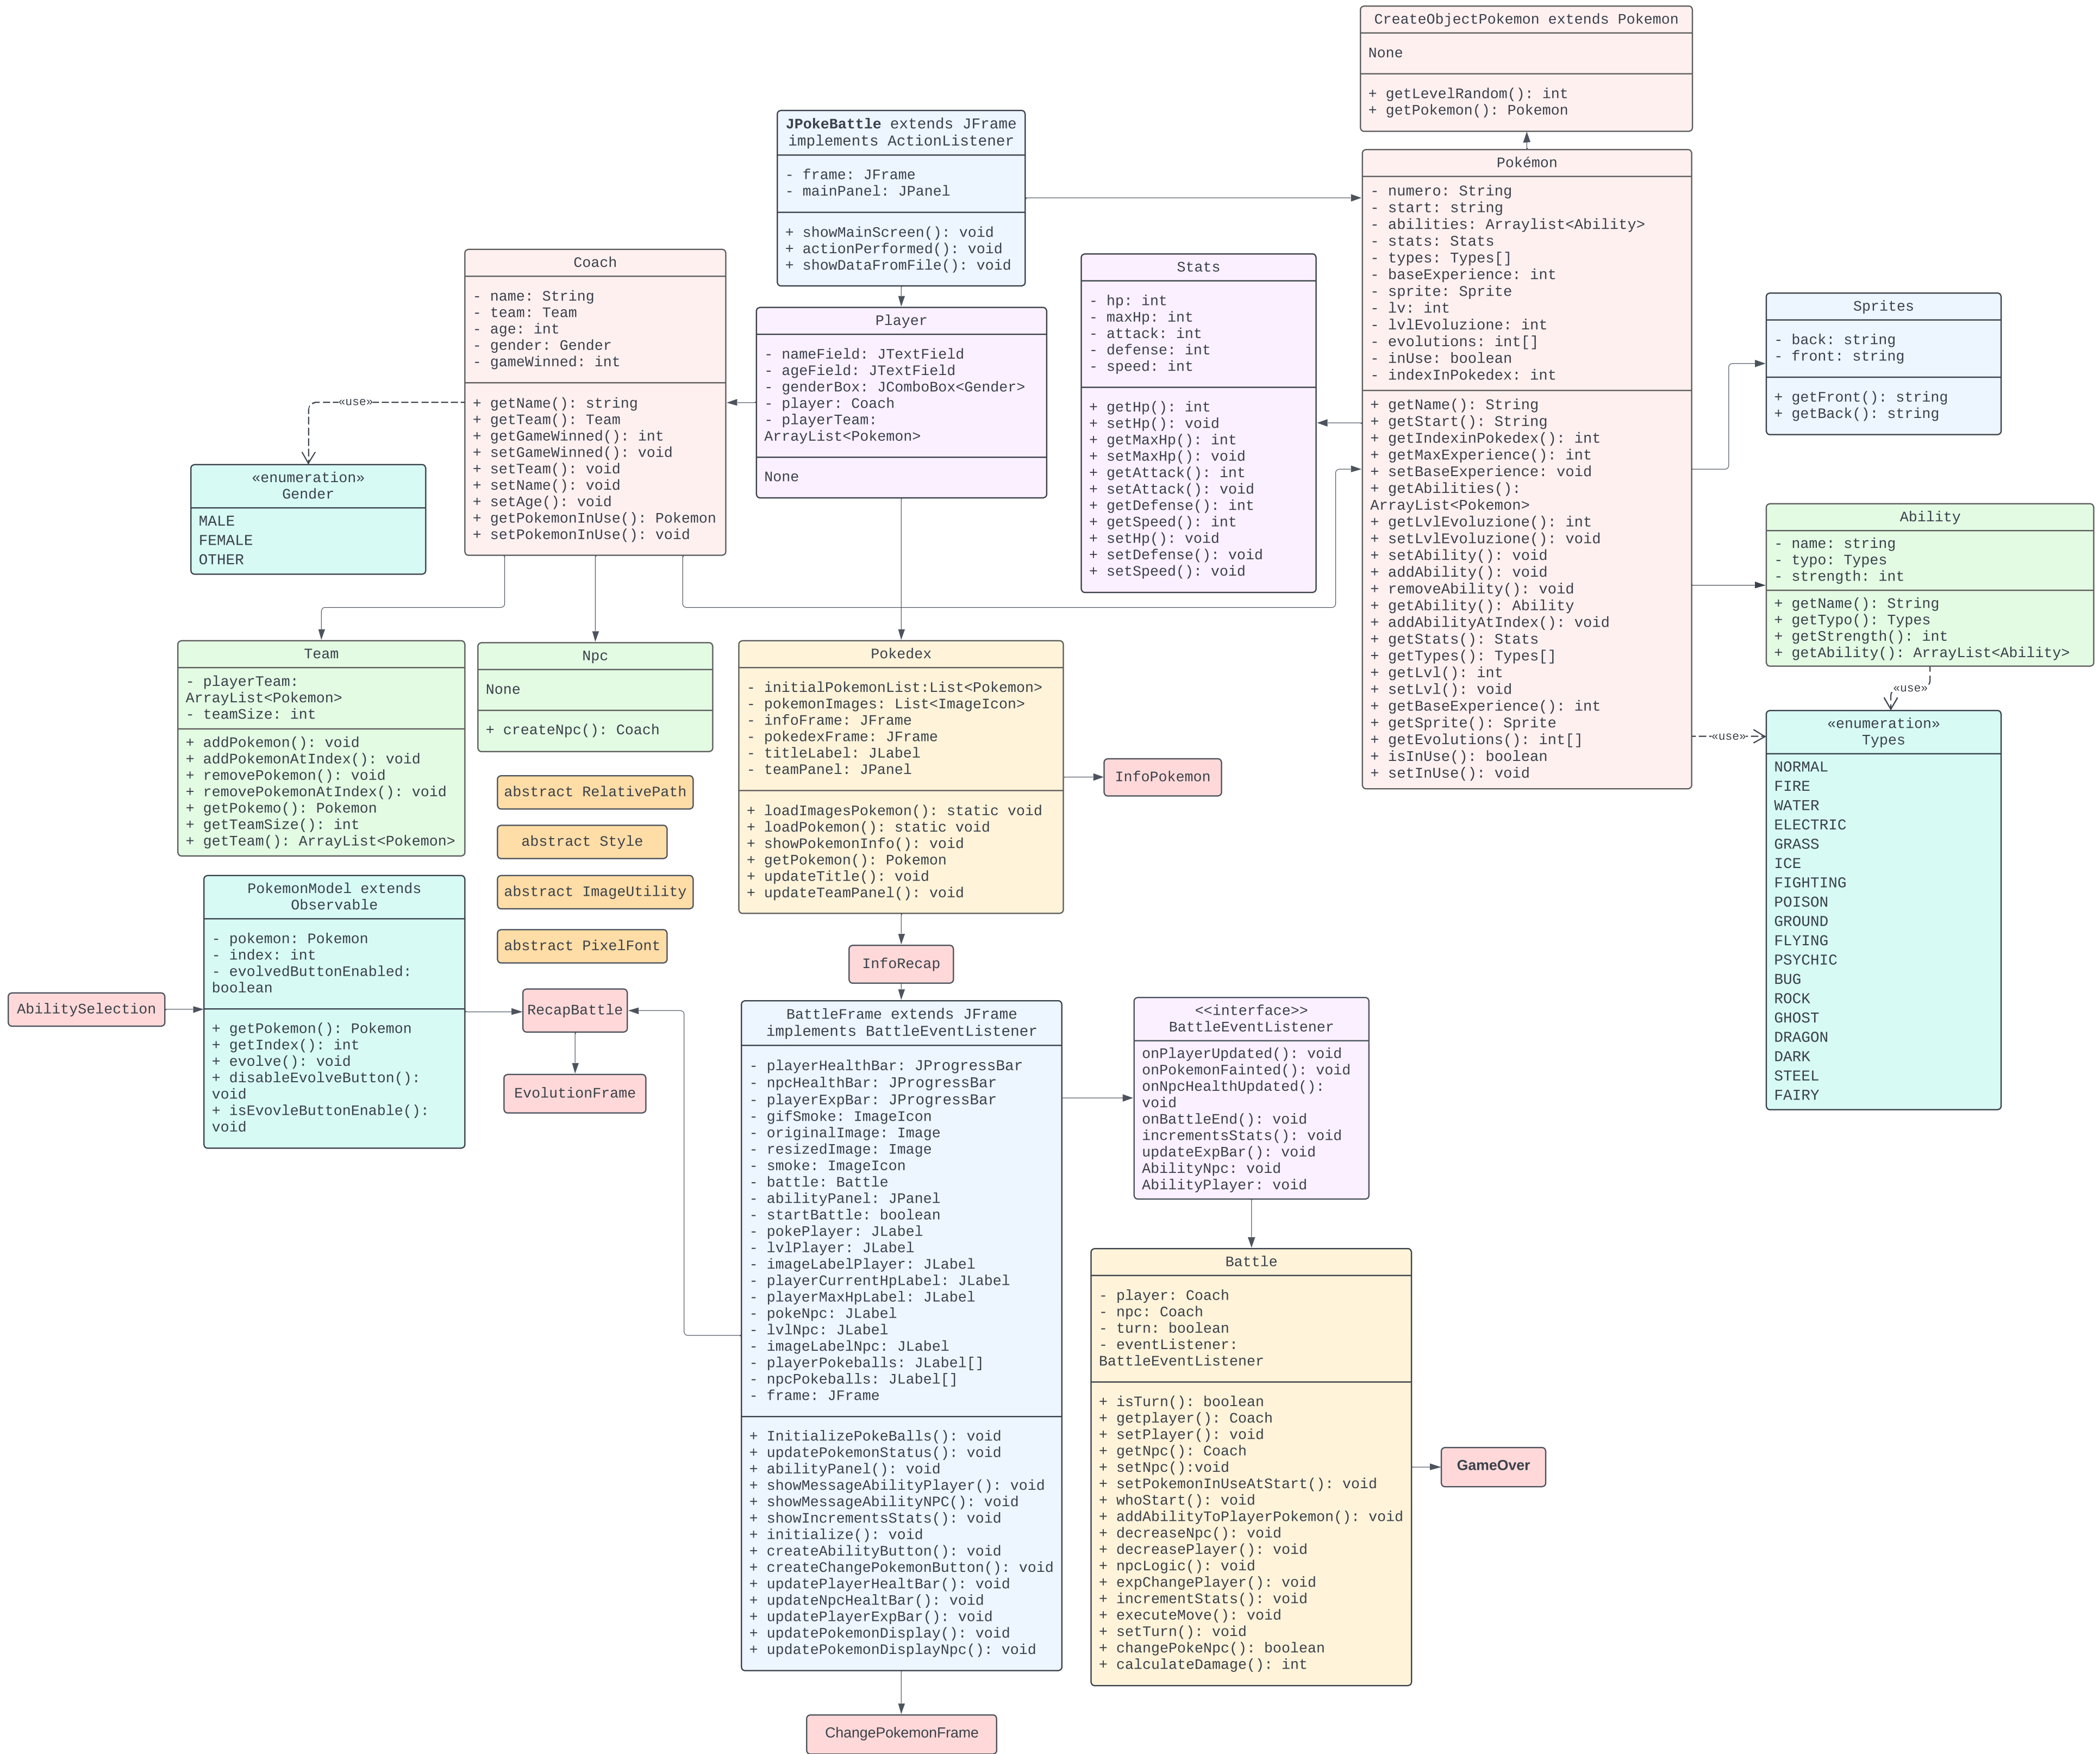 CreateObjectPokemon extends Pokemon
None
+ getLevelRandom(): int
+ getPokemon(): Pokemon
JPokeBattle extends JFrame
implements ActionListener
- frame: JFrame
- mainPanel: JPanel
+ showMainScreen(): void
+ actionPerformed(): void
+ showDataFromFile(): void
Pokémon
- numero: String
- start: string
- abilities: Arraylist<Ability>
- stats: Stats
- types: Types[]
- baseExperience: int
- sprite: Sprite
- lv: int
- lvlEvoluzione: int
- evolutions: int[]
- inUse: boolean
- indexInPokedex: int
+ getName(): String
+ getStart(): String
+ getIndexinPokedex(): int
+ getMaxExperience(): int
+ setBaseExperience: void
+ getAbilities():
ArrayList<Pokemon>
+ getLvlEvoluzione(): int
+ setLvlEvoluzione(): void
+ setAbility(): void
+ addAbility(): void
+ removeAbility(): void
+ getAbility(): Ability
+ addAbilityAtIndex(): void
+ getStats(): Stats
+ getTypes(): Types[]
+ getLvl(): int
+ setLvl(): void
+ getBaseExperience(): int
+ getSprite(): Sprite
+ getEvolutions(): int[]
+ isInUse(): boolean
+ setInUse(): void
Coach
- name: String
- team: Team
- age: int
- gender: Gender
- gameWinned: int
+ getName(): string
+ getTeam(): Team
+ getGameWinned(): int
+ setGameWinned(): void
+ setTeam(): void
+ setName(): void
+ setAge(): void
+ getPokemonInUse(): Pokemon
+ setPokemonInUse(): void
Stats
- hp: int
- maxHp: int
- attack: int
- defense: int
- speed: int
+ getHp(): int
+ setHp(): void
+ getMaxHp(): int
+ setMaxHp(): void
+ getAttack(): int
+ setAttack(): void
+ getDefense(): int
+ getSpeed(): int
+ setHp(): void
+ setDefense(): void
+ setSpeed(): void
Sprites
- back: string
- front: string
+ getFront(): string
+ getBack(): string
Player
- nameField: JTextField
- ageField: JTextField
- genderBox: JComboBox<Gender>
- player: Coach
- playerTeam:
ArrayList<Pokemon>
None
«use»
«enumeration»
Gender
MALE
FEMALE
OTHER
Ability
- name: string
- typo: Types
- strength: int
+ getName(): String
+ getTypo(): Types
+ getStrength(): int
+ getAbility(): ArrayList<Ability>
«use»
«use»
«enumeration»
Types
NORMAL
FIRE
WATER
ELECTRIC
GRASS
ICE
FIGHTING
POISON
GROUND
FLYING
PSYCHIC
BUG
ROCK
GHOST
DRAGON
DARK
STEEL
FAIRY
Team
- playerTeam:
ArrayList<Pokemon>
- teamSize: int
+ addPokemon(): void
+ addPokemonAtIndex(): void
+ removePokemon(): void
+ removePokemonAtIndex(): void
+ getPokemo(): Pokemon
+ getTeamSize(): int
+ getTeam(): ArrayList<Pokemon>
Npc
None
+ createNpc(): Coach
Pokedex
- initialPokemonList:List<Pokemon>
- pokemonImages: List<ImageIcon>
- infoFrame: JFrame
- pokedexFrame: JFrame
- titleLabel: JLabel
- teamPanel: JPanel
+ loadImagesPokemon(): static void
+ loadPokemon(): static void
+ showPokemonInfo(): void
+ getPokemon(): Pokemon
+ updateTitle(): void
+ updateTeamPanel(): void
InfoPokemon
abstract RelativePath
abstract Style
abstract ImageUtility
abstract PixelFont
PokemonModel extends
Observable
- pokemon: Pokemon
- index: int
- evolvedButtonEnabled:
boolean
+ getPokemon(): Pokemon
+ getIndex(): int
+ evolve(): void
+ disableEvolveButton():
void
+ isEvovleButtonEnable():
void
AbilitySelection
RecapBattle
EvolutionFrame
InfoRecap
BattleFrame extends JFrame
implements BattleEventListener
- playerHealthBar: JProgressBar
- npcHealthBar: JProgressBar
- playerExpBar: JProgressBar
- gifSmoke: ImageIcon
- originalImage: Image
- resizedImage: Image
- smoke: ImageIcon
- battle: Battle
- abilityPanel: JPanel
- startBattle: boolean
- pokePlayer: JLabel
- lvlPlayer: JLabel
- imageLabelPlayer: JLabel
- playerCurrentHpLabel: JLabel
- playerMaxHpLabel: JLabel
- pokeNpc: JLabel
- lvlNpc: JLabel
- imageLabelNpc: JLabel
- playerPokeballs: JLabel[]
- npcPokeballs: JLabel[]
- frame: JFrame
+ InitializePokeBalls(): void
+ updatePokemonStatus(): void
+ abilityPanel(): void
+ showMessageAbilityPlayer(): void
+ showMessageAbilityNPC(): void
+ showIncrementsStats(): void
+ initialize(): void
+ createAbilityButton(): void
+ createChangePokemonButton(): void
+ updatePlayerHealtBar(): void
+ updateNpcHealtBar(): void
+ updatePlayerExpBar(): void
+ updatePokemonDisplay(): void
+ updatePokemonDisplayNpc(): void
<<interface>>
BattleEventListener
onPlayerUpdated(): void
onPokemonFainted(): void
onNpcHealthUpdated():
void
onBattleEnd(): void
incrementsStats(): void
updateExpBar(): void
AbilityNpc: void
AbilityPlayer: void
Battle
- player: Coach
- npc: Coach
- turn: boolean
- eventListener:
BattleEventListener
+ isTurn(): boolean
+ getplayer(): Coach
+ setPlayer(): void
+ getNpc(): Coach
+ setNpc():void
+ setPokemonInUseAtStart(): void
+ whoStart(): void
+ addAbilityToPlayerPokemon(): void
+ decreaseNpc(): void
+ decreasePlayer(): void
+ npcLogic(): void
+ expChangePlayer(): void
+ incrementStats(): void
+ executeMove(): void
+ setTurn(): void
+ changePokeNpc(): boolean
+ calculateDamage(): int
GameOver
ChangePokemonFrame